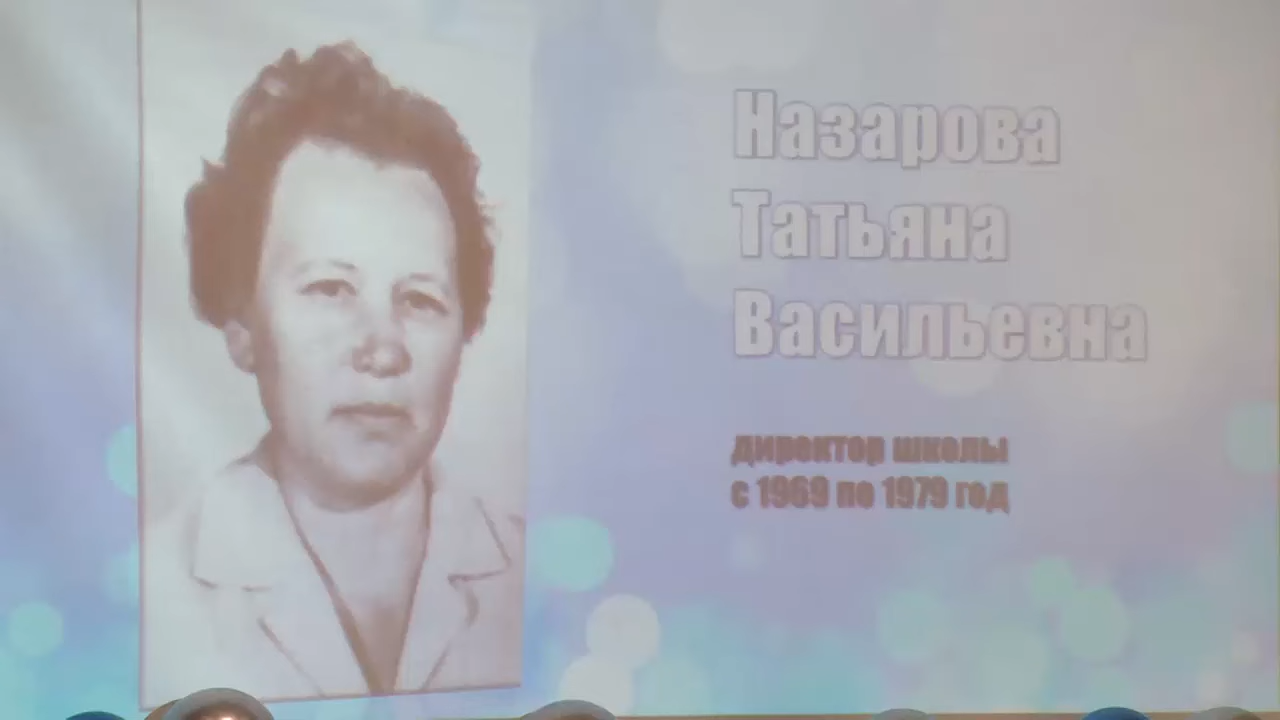 Назарова
Татьяна
Васильевна
директор школы
с 1969 по 1979 год